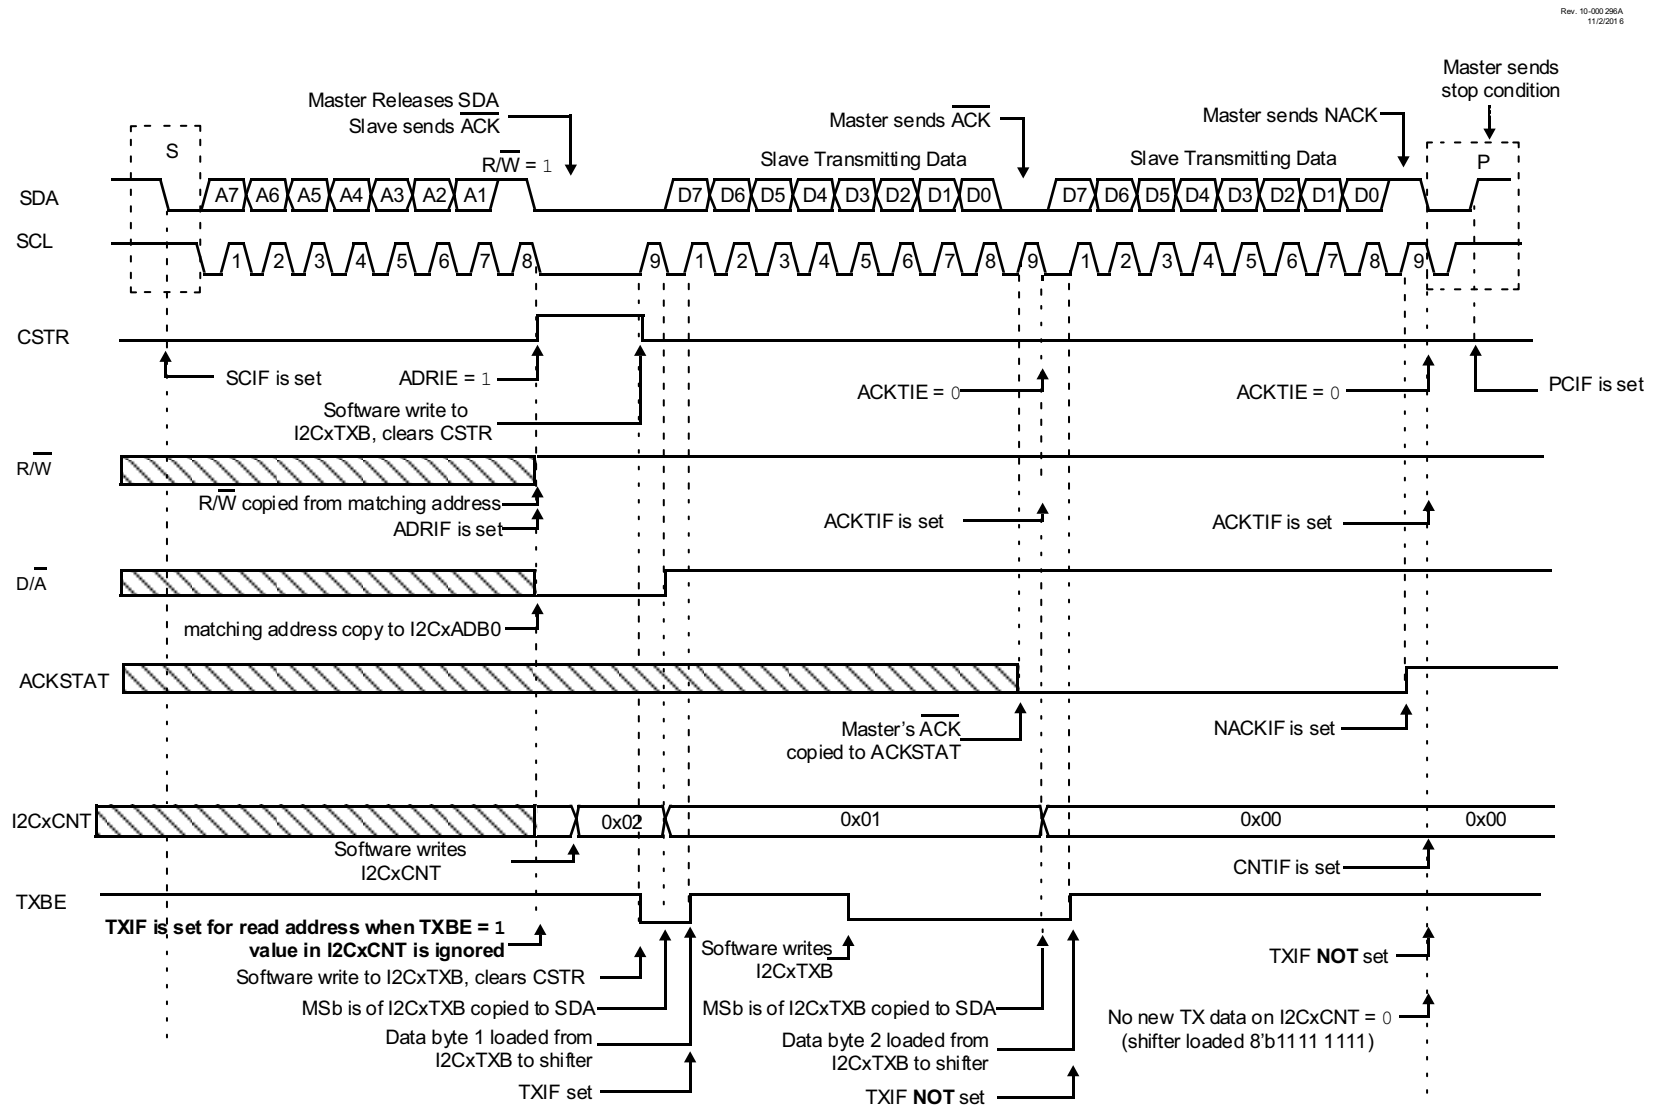 Rev. 10-000 296A
11/2/201 6
Master sends
stop condition
Master Releases SDA
Slave sends ACK
Master sends ACK
Master sends NACK
S
R/W = 1
Slave Transmitting Data
Slave Transmitting Data
P
SDA
A7 A6 A5 A4 A3 A2 A1
D7 D6 D5 D4 D3 D2 D1 D0
D7 D6 D5 D4 D3 D2 D1 D0
SCL
1 2 3 4 5 6 7 8 9
1 2 3 4 5 6 7 8 9
1 2 3 4 5 6 7 8 9
CSTR
SCIF is set
ADRIE = 1
ACKTIE = 0
ACKTIE = 0
PCIF is set
Software write to
I2CxTXB, clears CSTR
R/W
R/W copied from matching address
ADRIF is set
ACKTIF is set
ACKTIF is set
D/A
matching address copy to I2CxADB0
ACKSTAT
Master's ACK
copied to ACKSTAT
NACKIF is set
I2CxCNT
0x02
0x01
0x00
0x00
Software writes
I2CxCNT
CNTIF is set
TXBE
TXIF is set for read address when TXBE = 1
value in I2CxCNT is ignored
Software write to I2CxTXB, clears CSTR
MSb is of I2CxTXB copied to SDA
Data byte 1 loaded from
I2CxTXB to shifter
TXIF set
Software writes
I2CxTXB
MSb is of I2CxTXB copied to SDA
Data byte 2 loaded from
I2CxTXB to shifter
TXIF NOT set
TXIF NOT set
No new TX data on I2CxCNT = 0
(shifter loaded 8'b1111 1111)